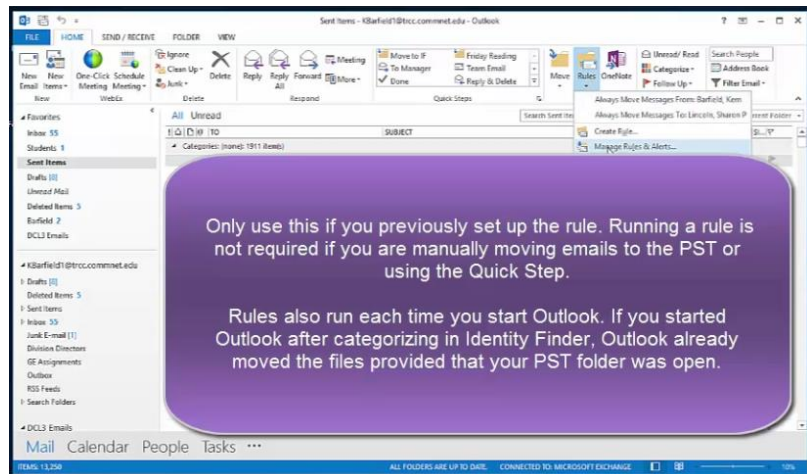 Sent Items - KBarfield1@trcc.commnet.edu - Outlook
FILE HOME SEND / RECEIVE FOLDER VIEW
Ignore
Clean Up
Junk
Delete
Reply Reply All Forward
Meeting
More
Move to IF
To Manager
Done
Friday Reading
Team Email
Reply & Delete
Move Rules OneNote
Unread/ Read
Categorize
Follow Up
Search People
Address Book
Filter Email
New Email New Items
One-Click Meeting Schedule Meeting
New WebEx Delete Respond Quick Steps
Always Move Messages From: Barfield, Kem
Always Move Messages To: Lincoln, Sharon P
Create Rule...
Manage Rules & Alerts...
Favorites
Inbox 55
Students 1
Sent Items
Drafts [0]
Unread Mail
Deleted Items 5
Barfield 2
DCL3 Emails
KBarfield1@trcc.commnet.edu
Drafts [0]
Deleted Items 5
Sent Items
Inbox 55
Junk E-mail [1]
Division Directors
GE Assignments
Outbox
RSS Feeds
Search Folders
DCL3 Emails
All Unread
TO SUBJECT
Categories: (none): 1911 item(s)
Only use this if you previously set up the rule. Running a rule is
not required if you are manually moving emails to the PST or
using the Quick Step.
Rules also run each time you start Outlook. If you started
Outlook after categorizing in Identity Finder, Outlook already
moved the files provided that your PST folder was open.
Mail Calendar People Tasks ...
ITEMS: 13,250 ALL FOLDERS ARE UP TO DATE. CONNECTED TO: MICROSOFT EXCHANGE 10%